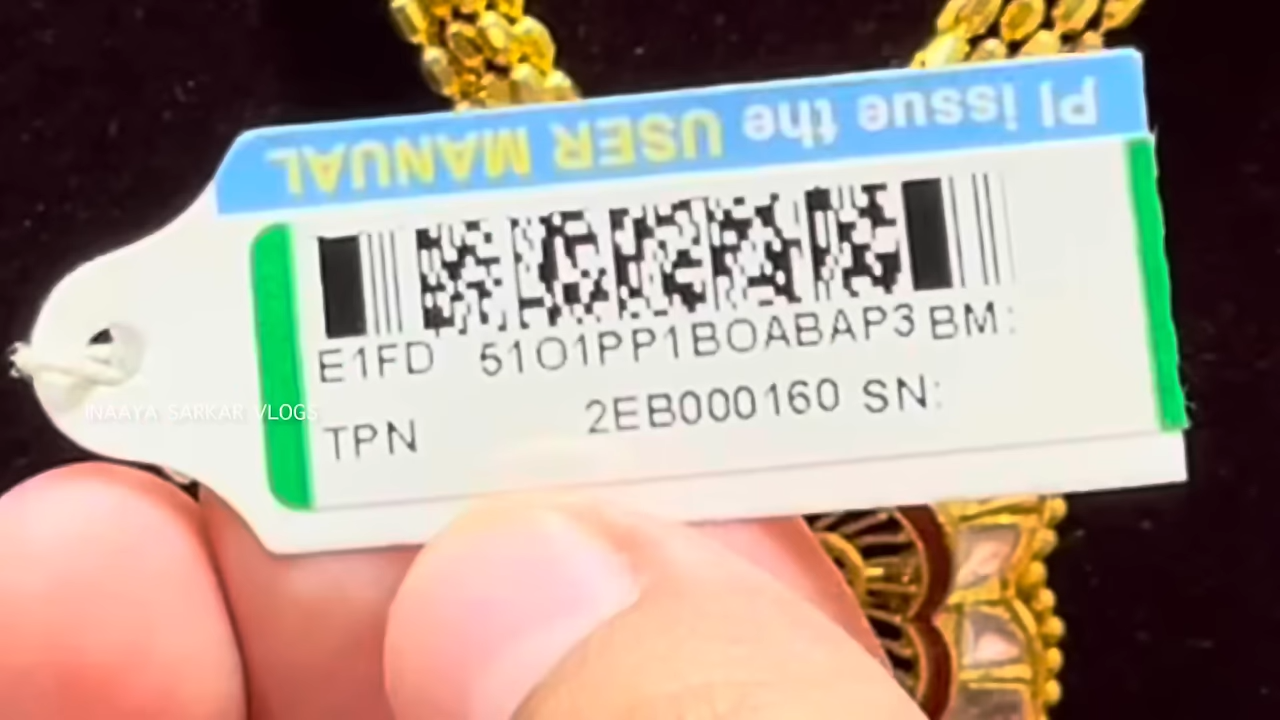 Pl issue the USER MANUAL
E1FD 51O1PP1BOABAP3 BM:
TPN 2EB000160 SN:
INAAYA SARKAR VLOGS